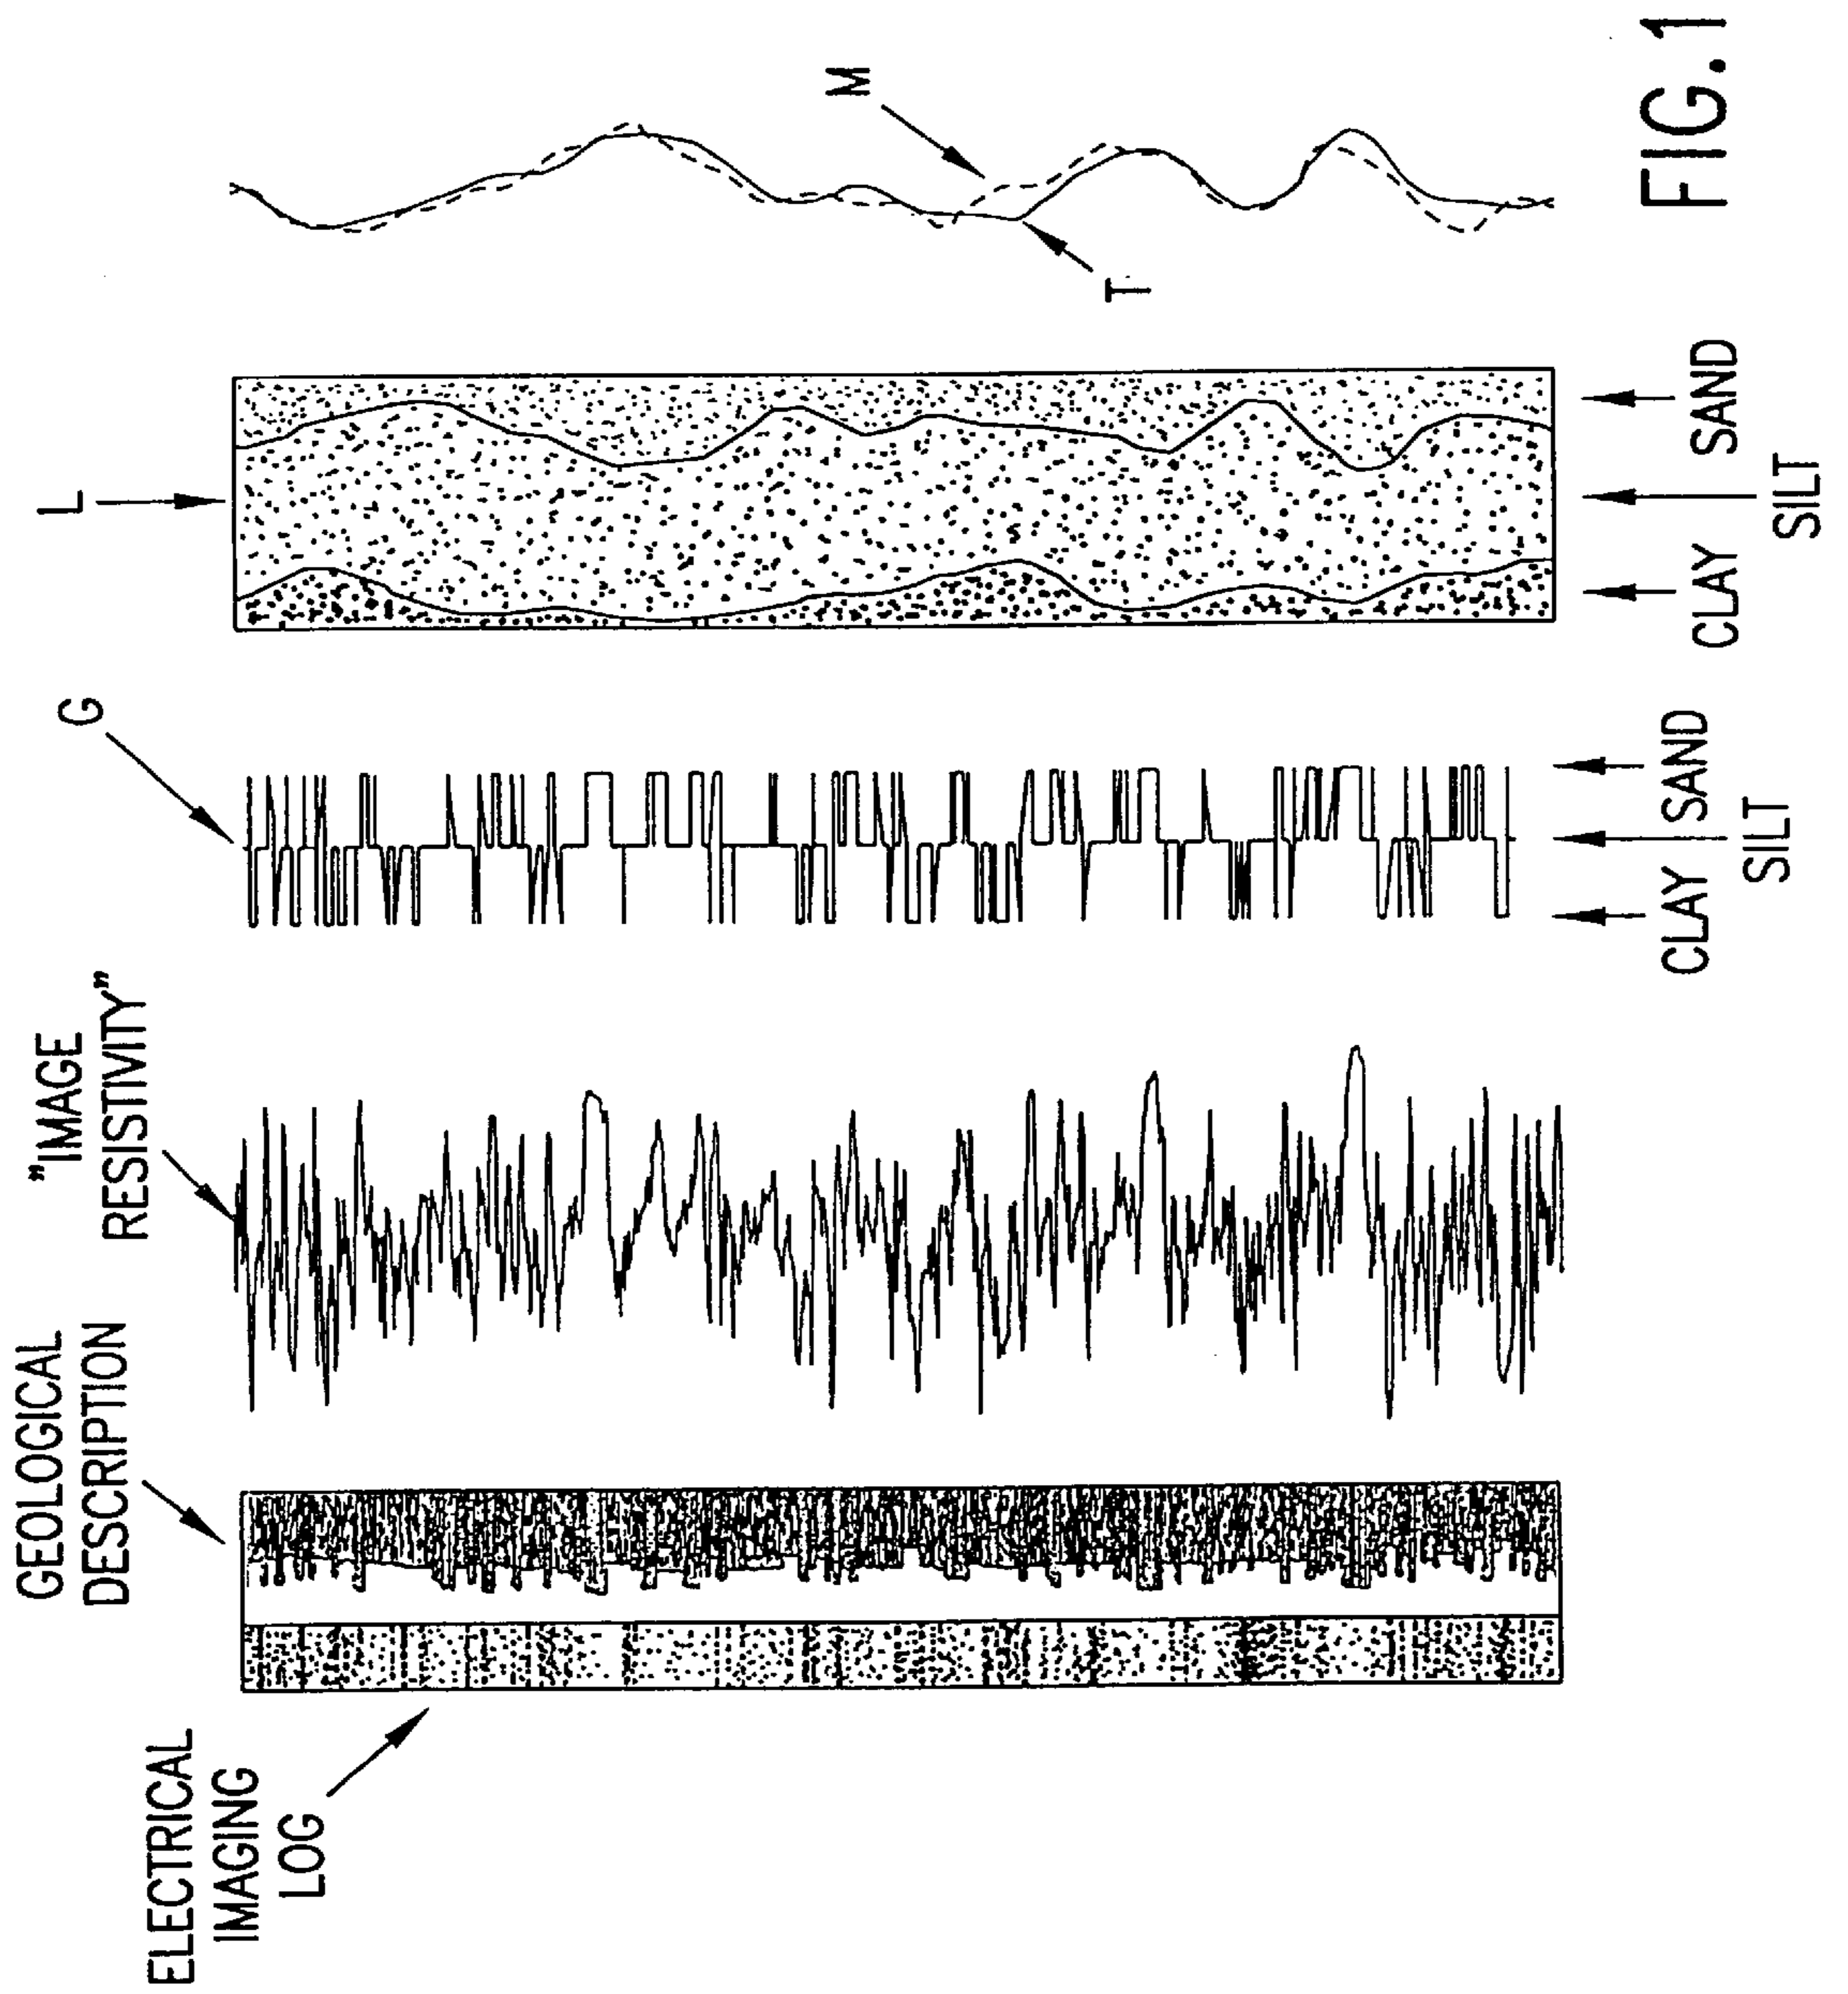 ELECTRICAL
IMAGING
LOG
GEOLOGICAL
DESCRIPTION
"IMAGE
RESISTIVITY"
G
CLAY
SILT
SAND
L
CLAY
SILT
SAND
T
M
FIG.1